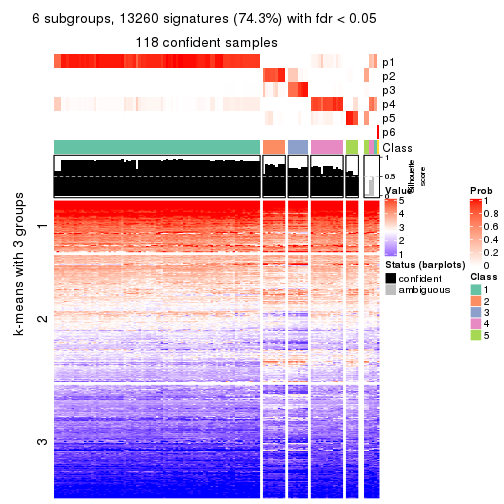 6 subgroups, 13260 signatures (74.3%) with fdr < 0.05
118 confident samples
p1
p2
p3
p4
p5
p6
Class
1
0.5
0
Silhouette
score
k-means with 3 groups
1
2
3
Value
5
4
3
2
1
Status (barplots)
confident
ambiguous
Prob
1
0.8
0.6
0.4
0.2
0
Class
1
2
3
4
5